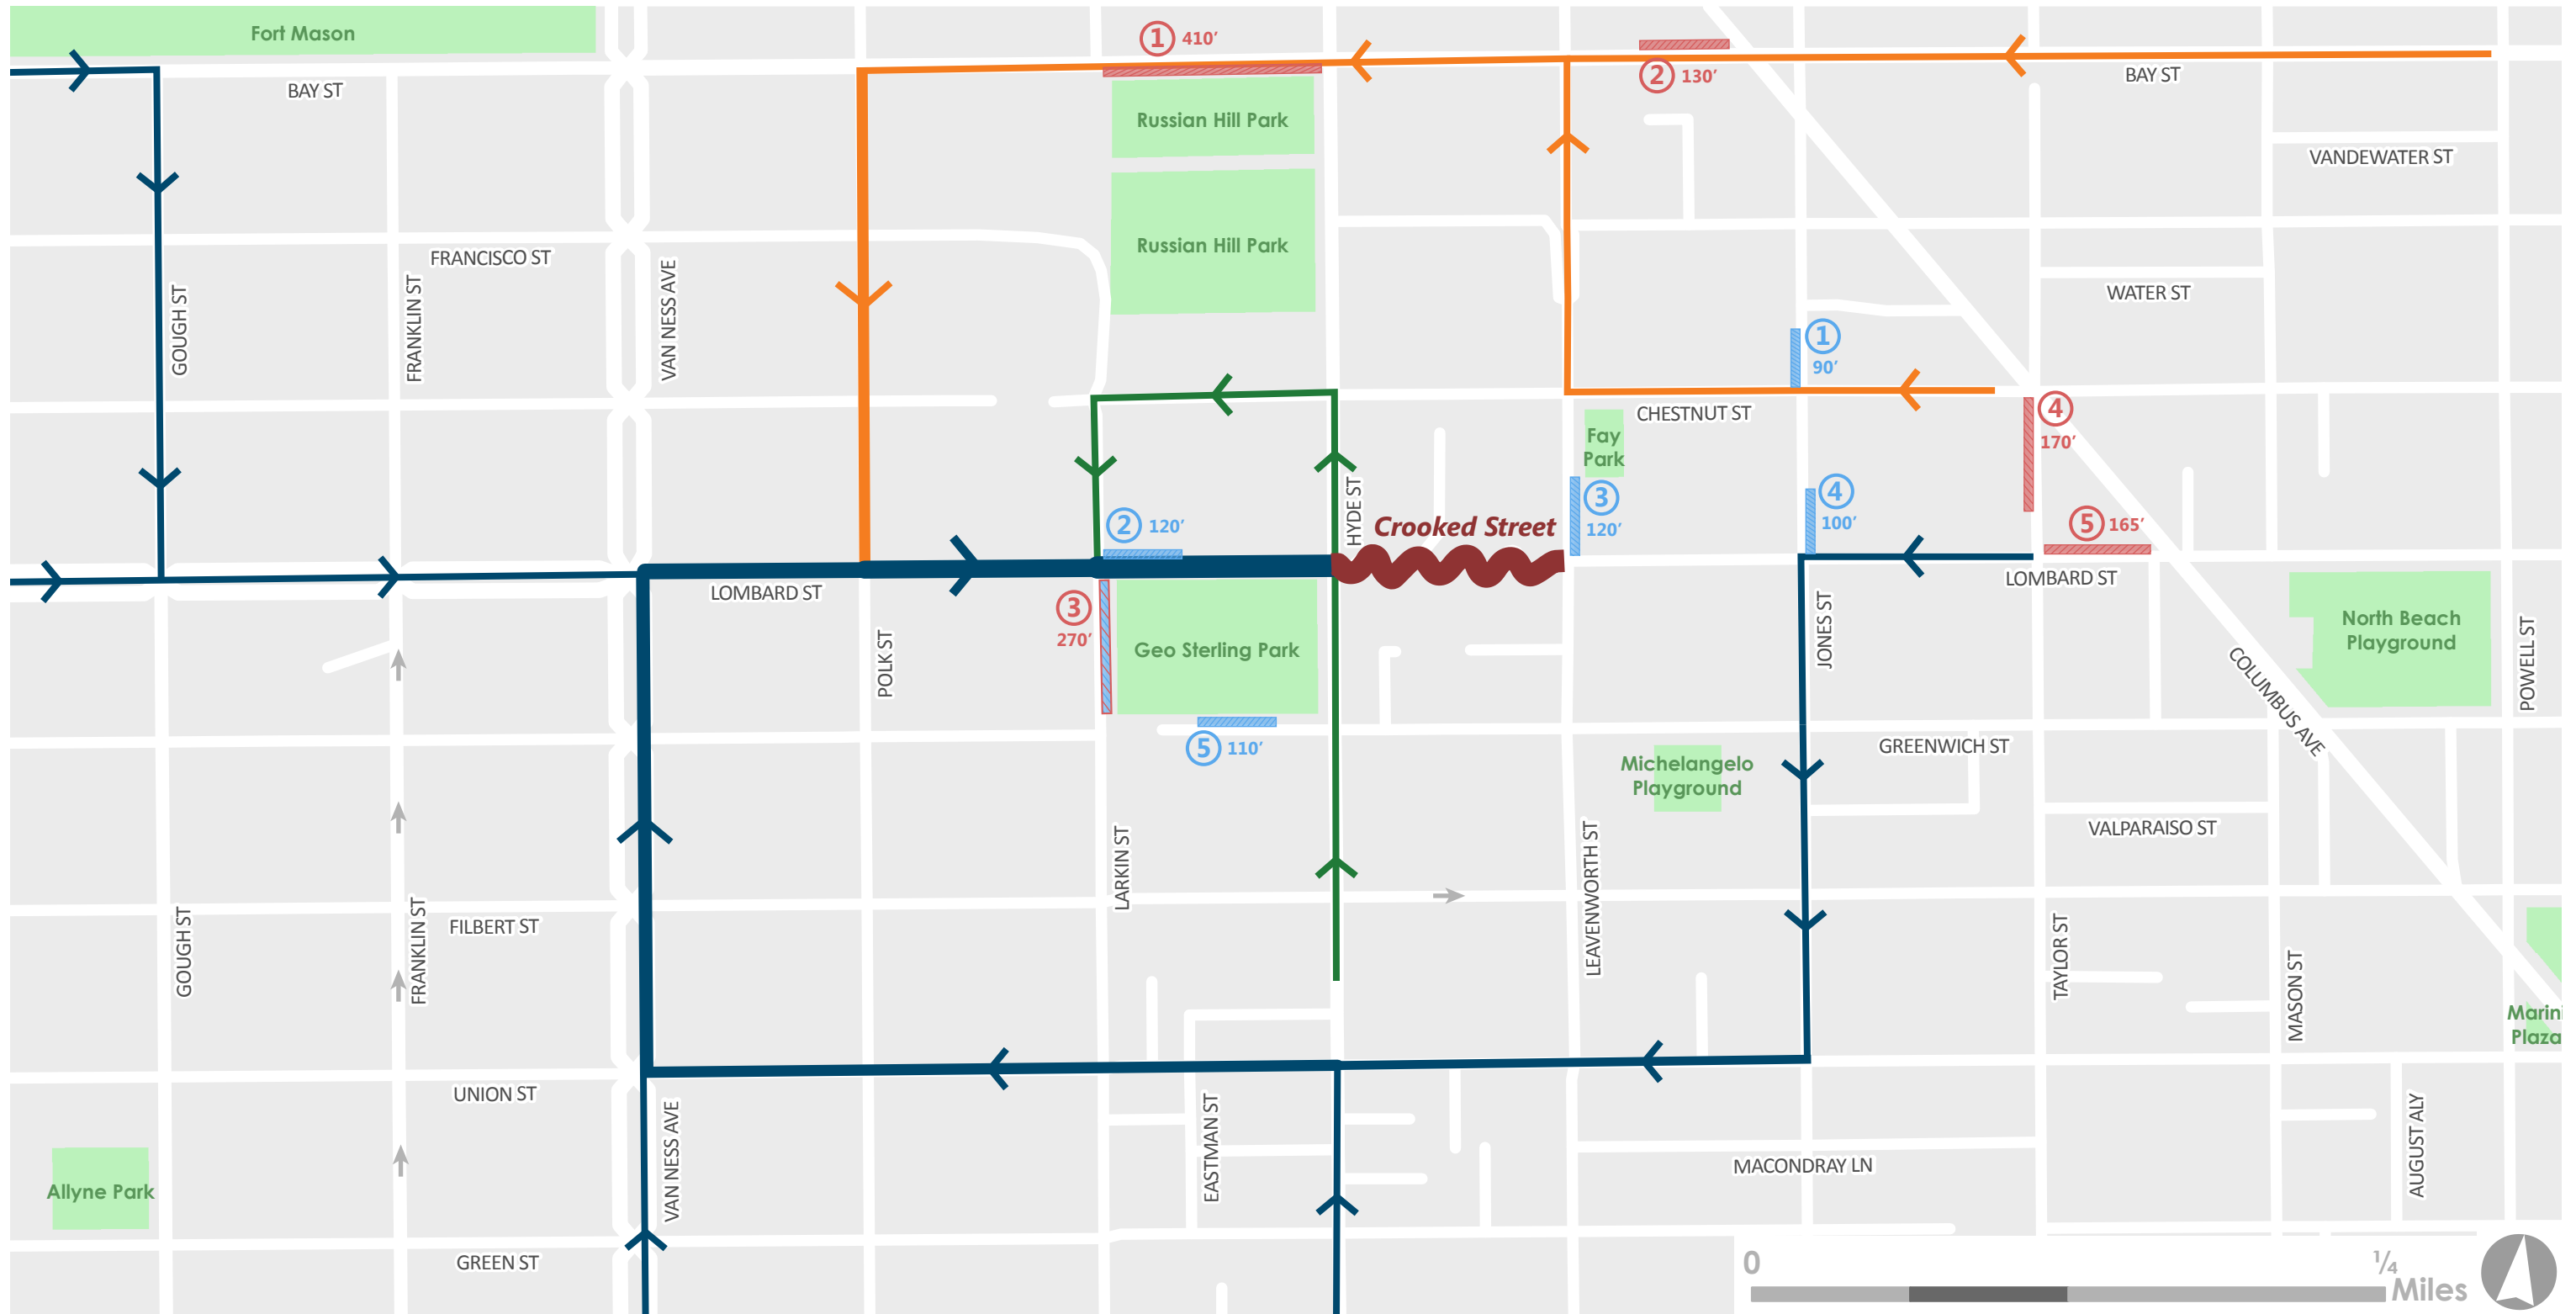 Fort Mason
① 410’
② 130’
BAY ST
BAY ST
Russian Hill Park
VANDEWATER ST
Russian Hill Park
FRANCISCO ST
WATER ST
GOUGH ST
FRANKLIN ST
VAN NESS AVE
① 90’
CHESTNUT ST
④ 170’
Fay
Park
HYDE ST
③ 120’
④ 100’
② 120’
Crooked Street
⑤ 165’
LOMBARD ST
LOMBARD ST
③ 270’
POLK ST
Geo Sterling Park
JONES ST
North Beach
Playground
POWELL ST
COLUMBUS AVE
⑤ 110’
GREENWICH ST
Michelangelo
Playground
VALPARAISO ST
LARKIN ST
LEAVENWORTH ST
GOUGH ST
FRANKLIN ST
FILBERT ST
TAYLOR ST
MASON ST
Marini
Plaza
UNION ST
VAN NESS AVE
EASTMAN ST
MACONDRAY LN
AUGUST ALY
Allyne Park
GREEN ST
0
¼
Miles